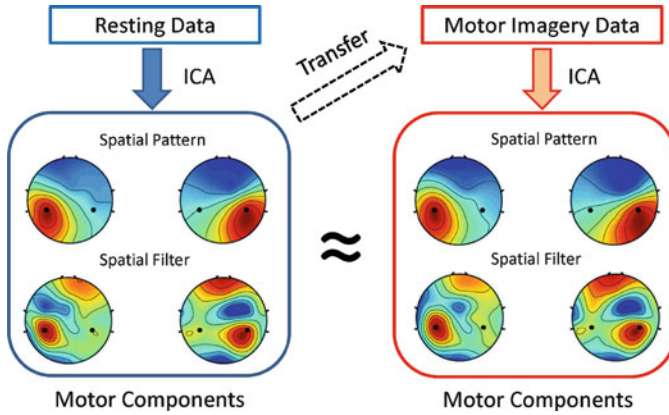 Resting Data
Motor Imagery Data
Transfer
ICA
ICA
Spatial Pattern
Spatial Pattern
≈
Spatial Filter
Spatial Filter
Motor Components
Motor Components